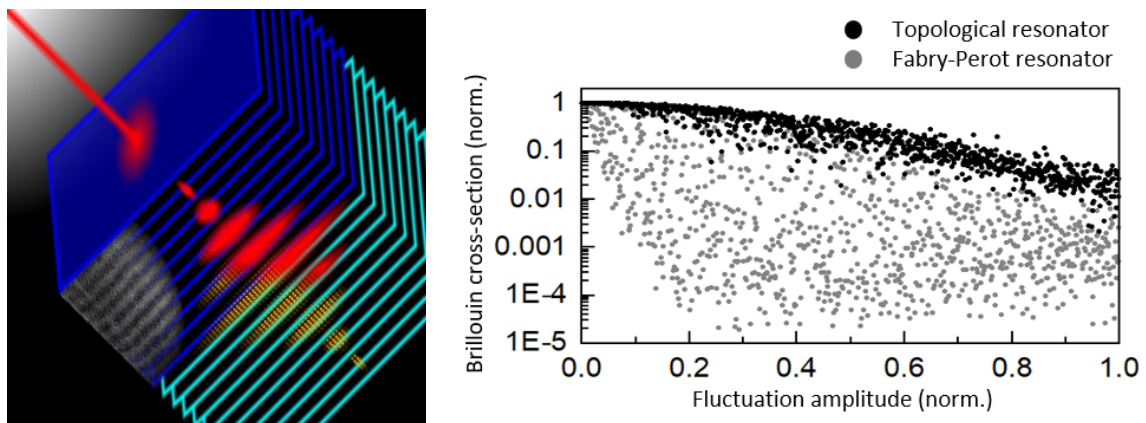 Topological resonator
Fabry-Perot resonator
Brillouin cross-section (norm.)
1
0.1
0.01
0.001
1E-4
1E-5
0.0 0.2 0.4 0.6 0.8 1.0
Fluctuation amplitude (norm.)